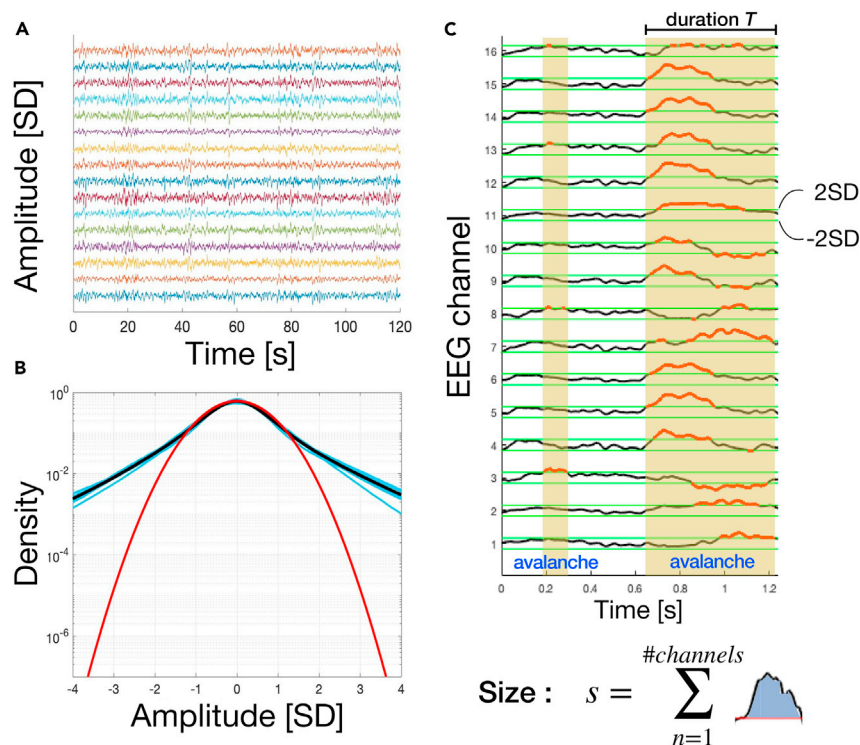 A
Amplitude [SD]
0 20 40 60 80 100 120
Time [s]
B
Density
10^0
10^-2
10^-4
10^-6
-4 -3 -2 -1 0 1 2 3 4
Amplitude [SD]
C
duration T
EEG channel
16
15
14
13
12
11
10
9
8
7
6
5
4
3
2
1
2SD
-2SD
avalanche avalanche
0 0.2 0.4 0.6 0.8 1 1.2
Time [s]
#channels
Size : s = ∑
n=1